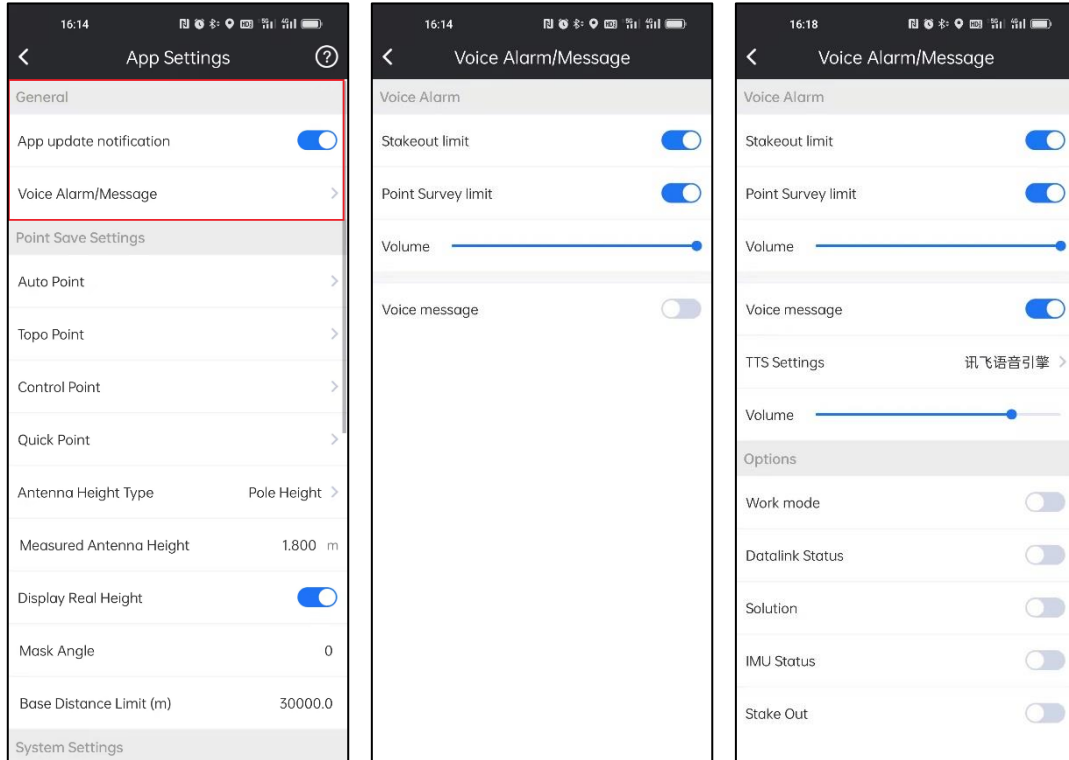 16:14
App Settings
General
App update notification
Voice Alarm/Message
Point Save Settings
Auto Point
Topo Point
Control Point
Quick Point
Antenna Height Type Pole Height
Measured Antenna Height 1.800 m
Display Real Height
Mask Angle 0
Base Distance Limit (m) 30000.0
System Settings
16:14
Voice Alarm/Message
Voice Alarm
Stakeout limit
Point Survey limit
Volume
Voice message
16:18
Voice Alarm/Message
Voice Alarm
Stakeout limit
Point Survey limit
Volume
Voice message
TTS Settings 讯飞语音引擎
Volume
Options
Work mode
Datalink Status
Solution
IMU Status
Stake Out